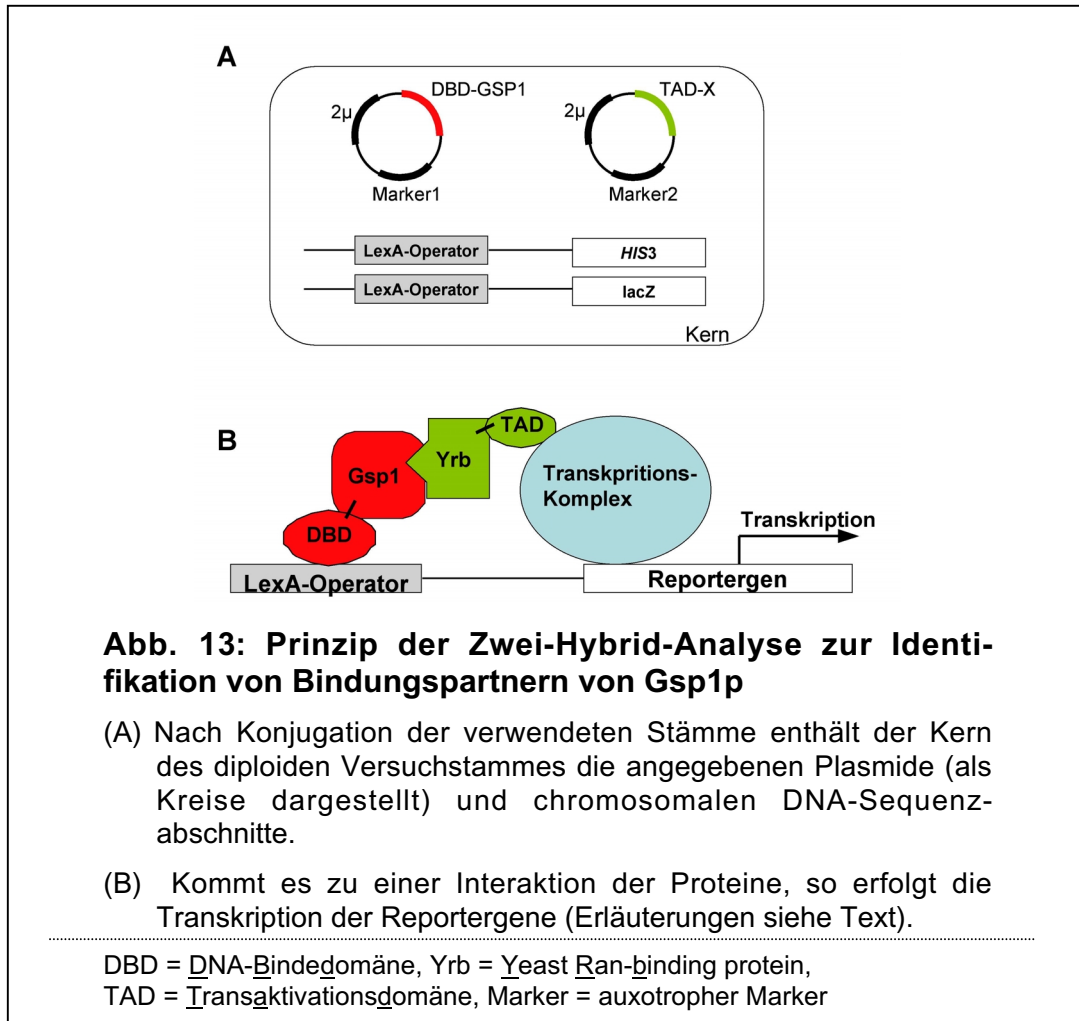 A
DBD-GSP1
TAD-X
2µ
2µ
Marker1
Marker2
LexA-Operator
HIS3
LexA-Operator
lacZ
Kern
B
TAD
Yrb
Gsp1
Transkpritions-
Komplex
DBD
Transkription
LexA-Operator
Reportergen
Abb. 13: Prinzip der Zwei-Hybrid-Analyse zur Identi-
fikation von Bindungspartnern von Gsp1p
(A) Nach Konjugation der verwendeten Stämme enthält der Kern
des diploiden Versuchstammes die angegebenen Plasmide (als
Kreise dargestellt) und chromosomalen DNA-Sequenz-
abschnitte.
(B) Kommt es zu einer Interaktion der Proteine, so erfolgt die
Transkription der Reportergene (Erläuterungen siehe Text).
DBD = DNA-Bindedomäne, Yrb = Yeast Ran-binding protein,
TAD = Transaktivationsdomäne, Marker = auxotropher Marker